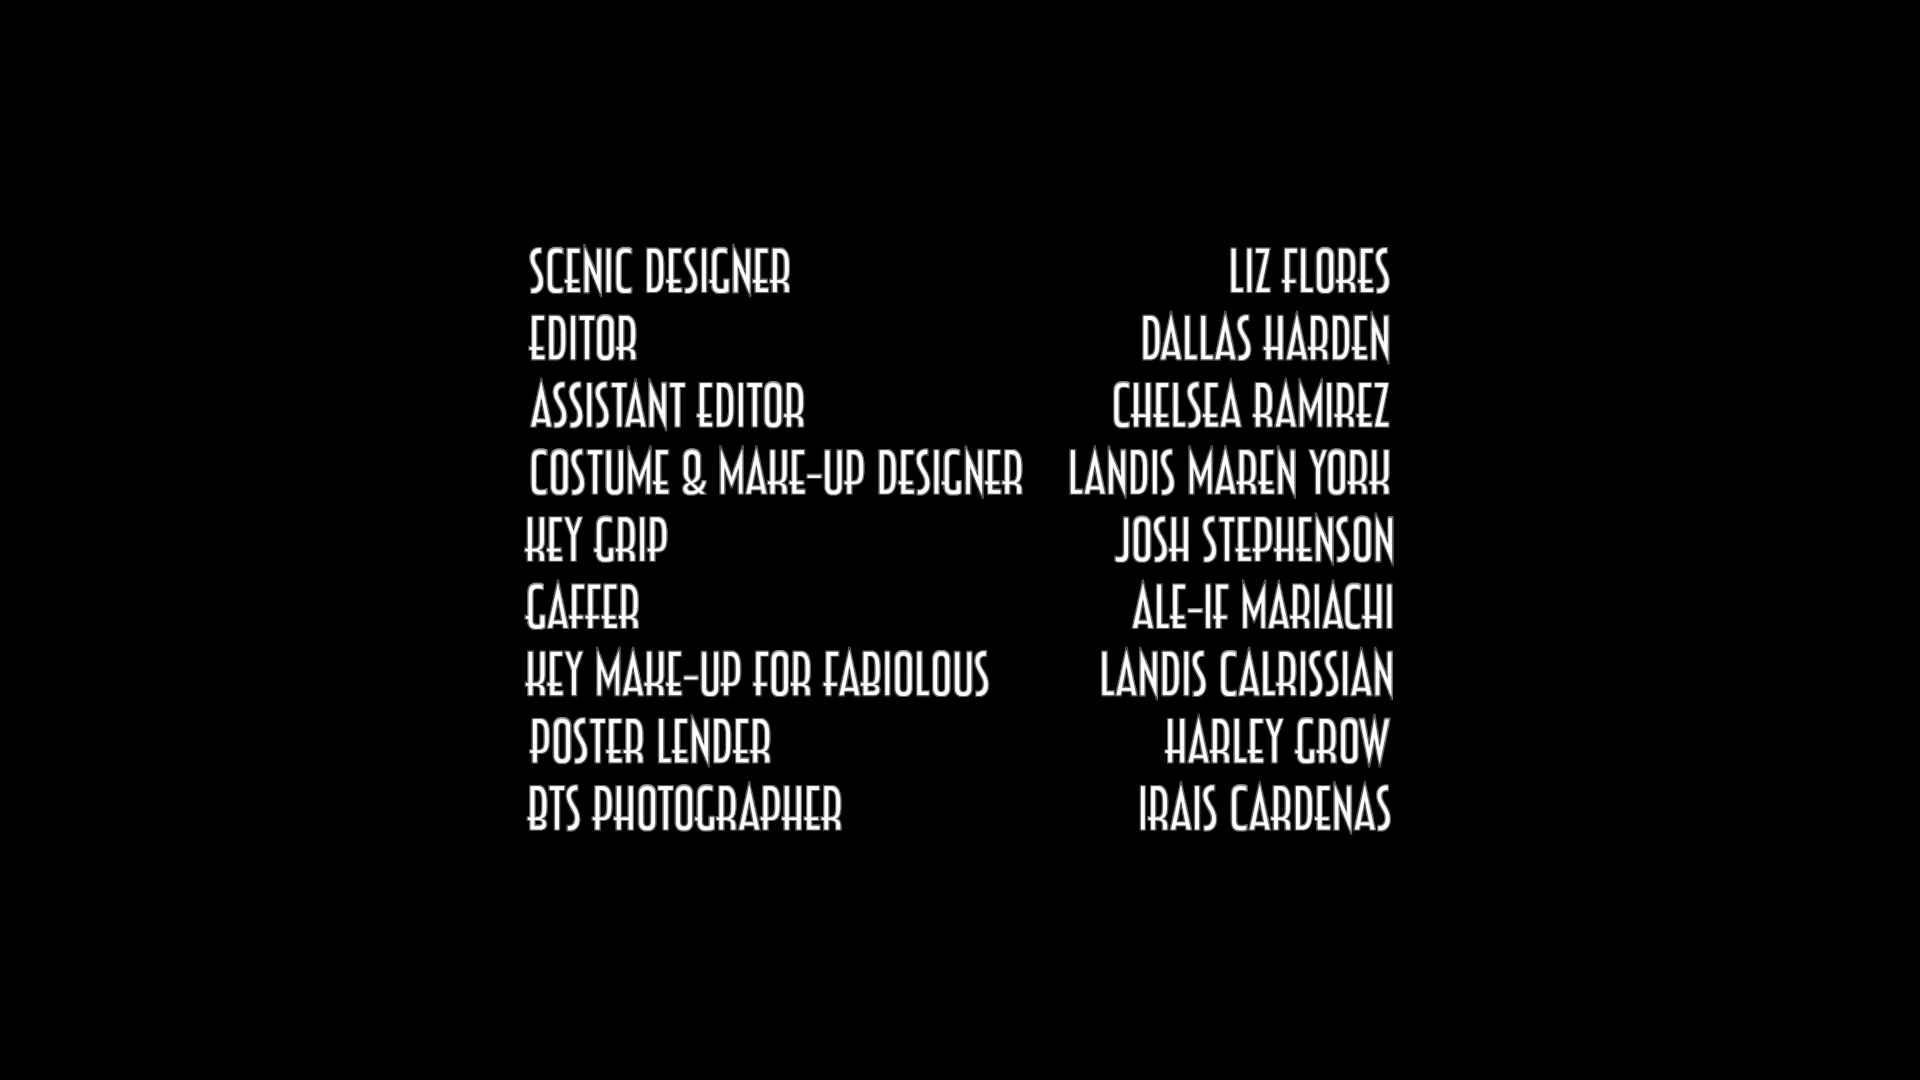 SCENIC DESIGNER LIZ FLORES
EDITOR DALLAS HARDEN
ASSISTANT EDITOR CHELSEA RAMIREZ
COSTUME & MAKE-UP DESIGNER LANDIS MAREN YORK
KEY GRIP JOSH STEPHENSON
GAFFER ALE-IF MARIACHI
KEY MAKE-UP FOR FABIOLOUS LANDIS CALRISSIAN
POSTER LENDER HARLEY GROW
BTS PHOTOGRAPHER IRAIS CARDENAS